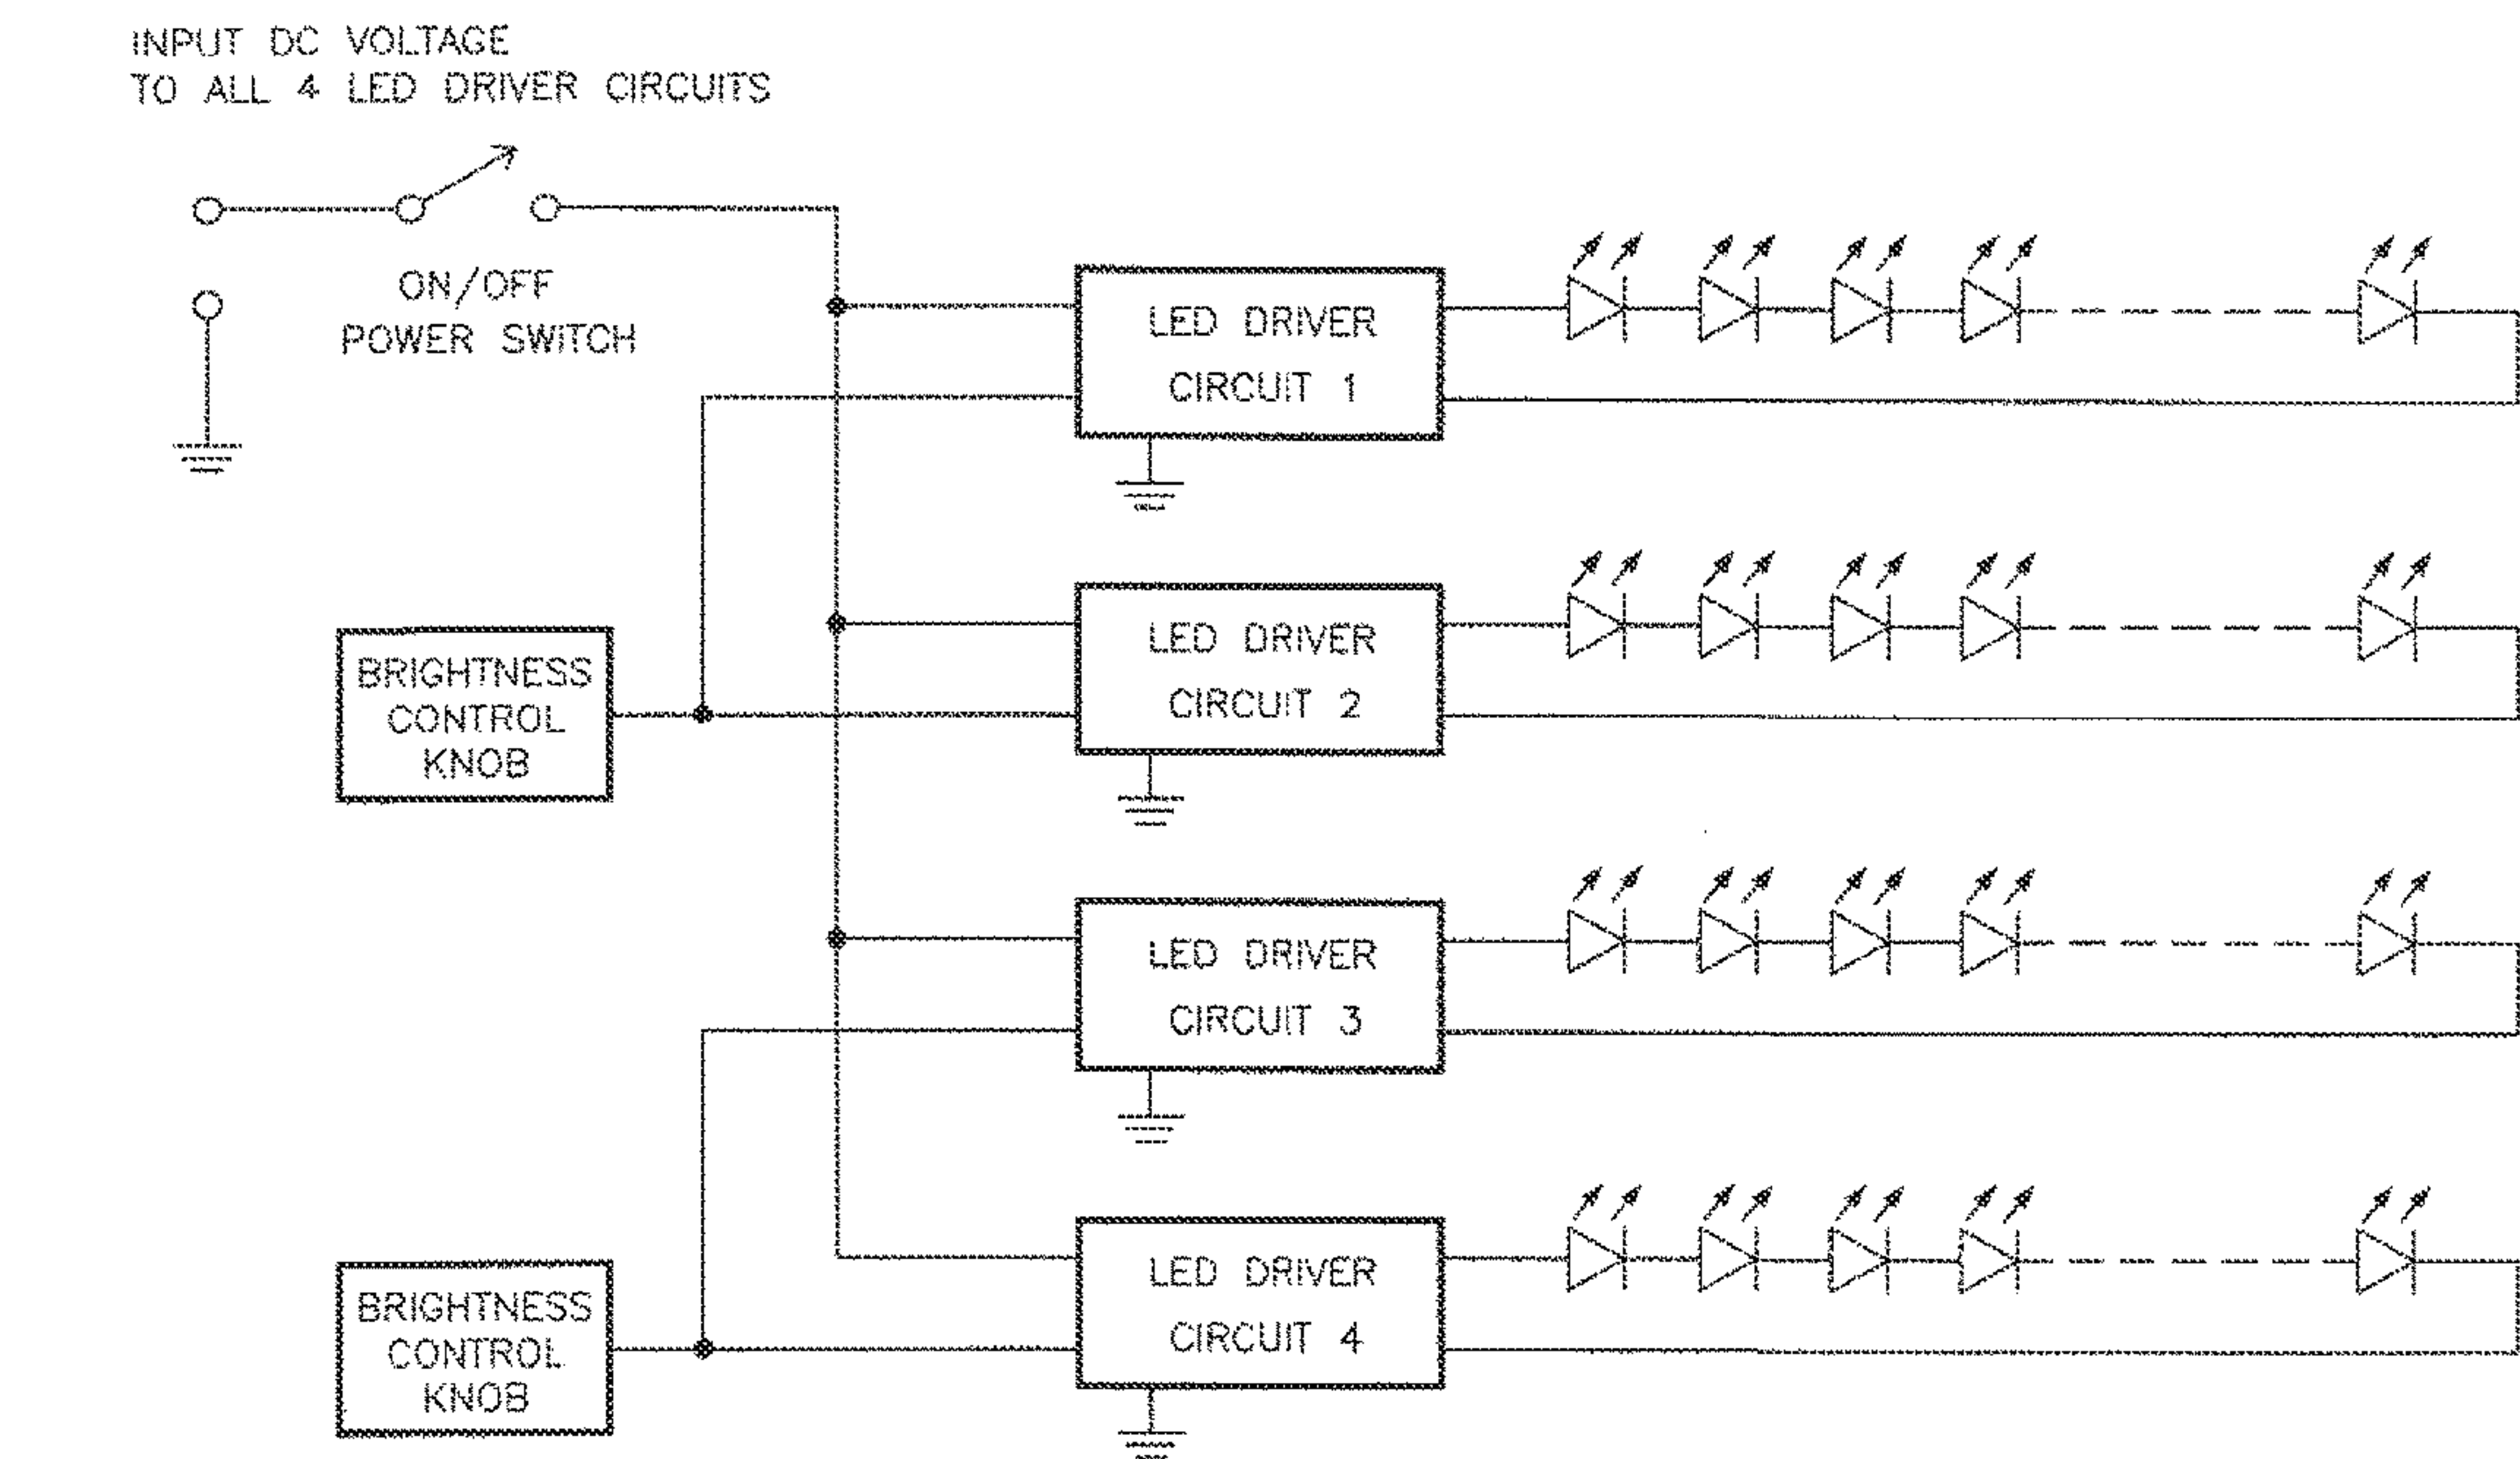 INPUT DC VOLTAGE
TO ALL 4 LED DRIVER CIRCUITS
ON/OFF
POWER SWITCH
LED DRIVER
CIRCUIT 1
BRIGHTNESS
CONTROL
KNOB
LED DRIVER
CIRCUIT 2
LED DRIVER
CIRCUIT 3
BRIGHTNESS
CONTROL
KNOB
LED DRIVER
CIRCUIT 4